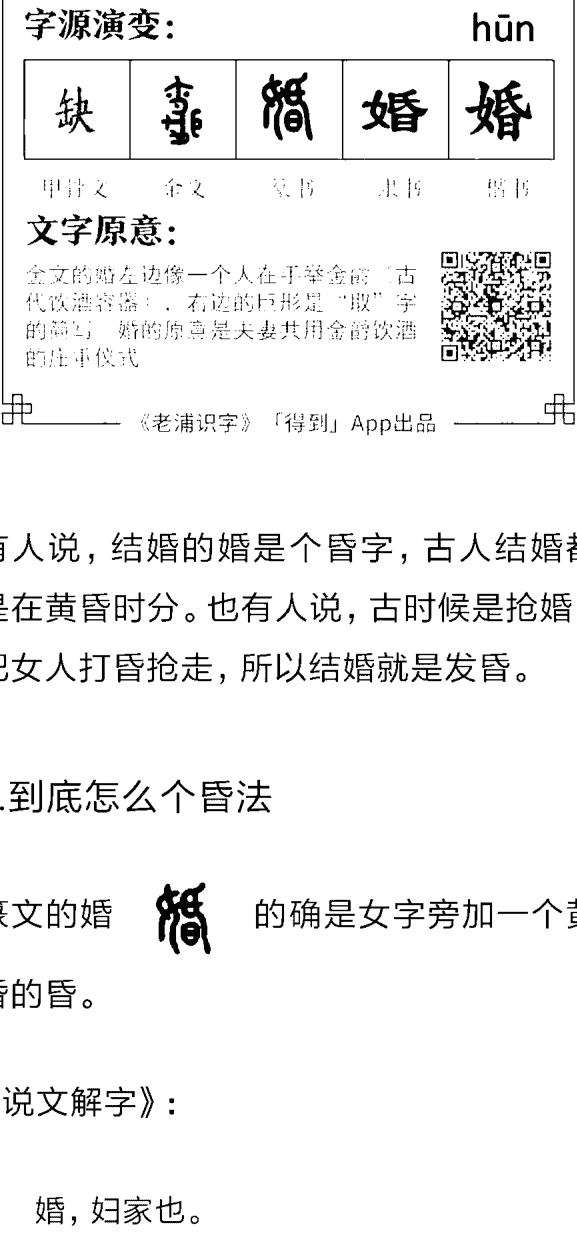 字源演变： hūn
缺 婚 婚 婚
甲骨文 金文 篆书 隶书 楷书
文字原意：
金文的婚左边像一个人在手举金爵（古
代饮酒容器），右边的巨形是“取”字
的简写 婚的原意是夫妻共用金爵饮酒
的庄重仪式
《老浦识字》「得到」App出品
有人说，结婚的婚是个昏字，古人结婚都
是在黄昏时分。也有人说，古时候是抢婚
把女人打昏抢走，所以结婚就是发昏。
.到底怎么个昏法
篆文的婚 婚 的确是女字旁加一个黄
昏的昏。
说文解字》：
婚，妇家也。